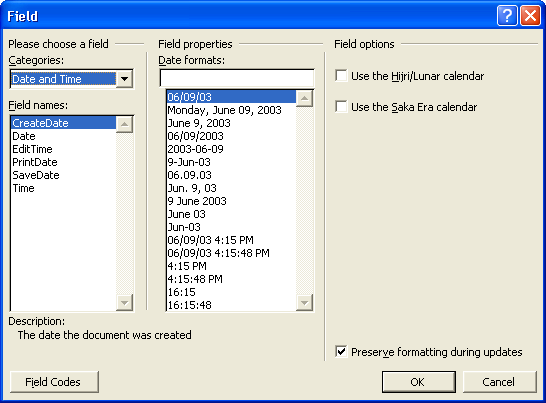 Field
Please choose a field
Categories:
Date and Time
Field names:
CreateDate
Date
EditTime
PrintDate
SaveDate
Time
Field properties
Date formats:
06/09/03
Monday, June 09, 2003
June 9, 2003
06/09/2003
2003-06-09
9-Jun-03
06.09.03
Jun. 9, 03
9 June 2003
June 03
Jun-03
06/09/03 4:15 PM
06/09/03 4:15:48 PM
4:15 PM
4:15:48 PM
16:15
16:15:48
Field options
Use the Hijri/Lunar calendar
Use the Saka Era calendar
Description:
The date the document was created
Preserve formatting during updates
Field Codes
OK
Cancel